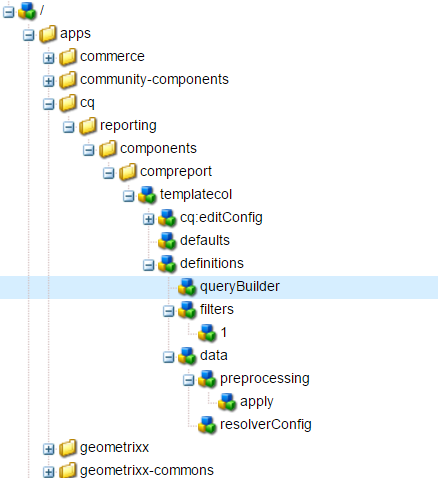 /
apps
commerce
community-components
cq
reporting
components
compreport
templatecol
cq:editConfig
defaults
definitions
queryBuilder
filters
1
data
preprocessing
apply
resolverConfig
geometrixx
geometrixx-commons